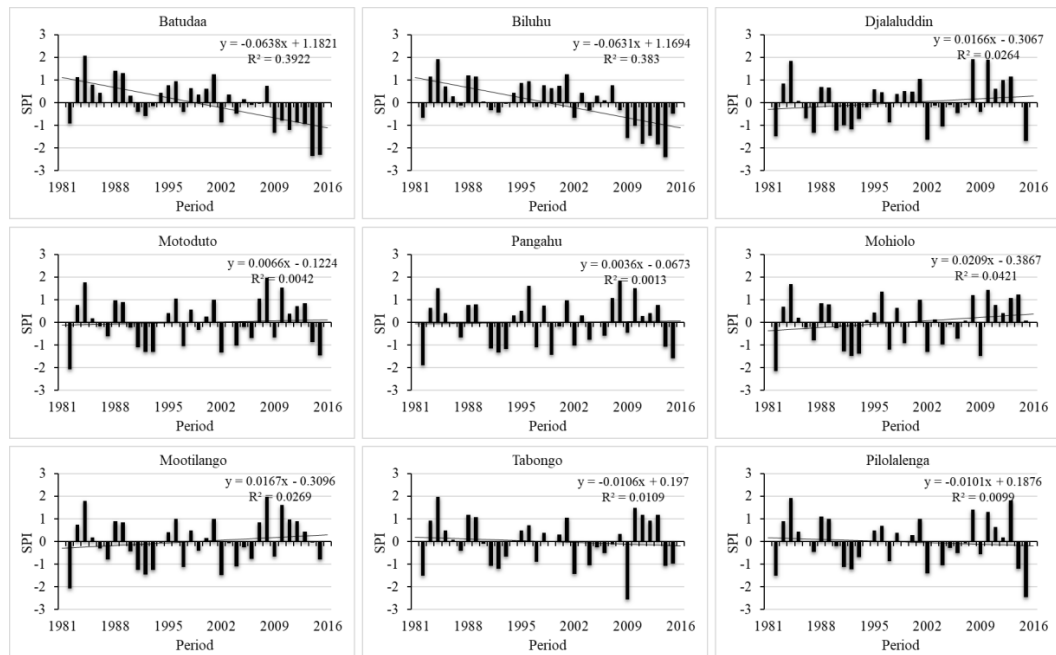 Batudaa
y = -0.0638x + 1.1821
R² = 0.3922
3
2
1
0
-1
-2
-3
SPI
1981 1988 1995 2002 2009 2016
Period
Biluhu
y = -0.0631x + 1.1694
R² = 0.383
3
2
1
0
-1
-2
-3
SPI
1981 1988 1995 2002 2009 2016
Period
Djalaluddin
y = 0.0166x - 0.3067
R² = 0.0264
3
2
1
0
-1
-2
-3
SPI
1981 1988 1995 2002 2009 2016
Period
Motoduto
y = 0.0066x - 0.1224
R² = 0.0042
3
2
1
0
-1
-2
-3
SPI
1981 1988 1995 2002 2009 2016
Period
Pangahu
y = 0.0036x - 0.0673
R² = 0.0013
3
2
1
0
-1
-2
-3
SPI
1981 1988 1995 2002 2009 2016
Period
Mohiolo
y = 0.0209x - 0.3867
R² = 0.0421
3
2
1
0
-1
-2
-3
SPI
1981 1988 1995 2002 2009 2016
Period
Mootilango
y = 0.0167x - 0.3096
R² = 0.0269
3
2
1
0
-1
-2
-3
SPI
1981 1988 1995 2002 2009 2016
Period
Tabongo
y = -0.0106x + 0.197
R² = 0.0109
3
2
1
0
-1
-2
-3
SPI
1981 1988 1995 2002 2009 2016
Period
Pilolalenga
y = -0.0101x + 0.1876
R² = 0.0099
3
2
1
0
-1
-2
-3
SPI
1981 1988 1995 2002 2009 2016
Period